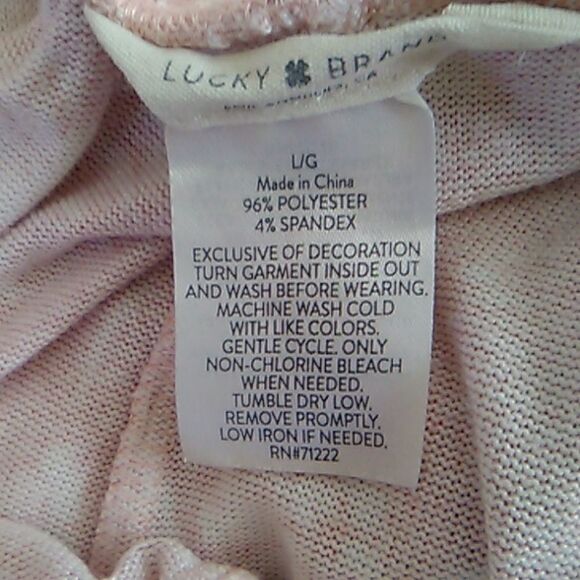 LUCKY BRAND
L/G
Made in China
96% POLYESTER
4% SPANDEX
EXCLUSIVE OF DECORATION
TURN GARMENT INSIDE OUT
AND WASH BEFORE WEARING.
MACHINE WASH COLD
WITH LIKE COLORS.
GENTLE CYCLE. ONLY
NON-CHLORINE BLEACH
WHEN NEEDED.
TUMBLE DRY LOW.
REMOVE PROMPTLY.
LOW IRON IF NEEDED.
RN#71222